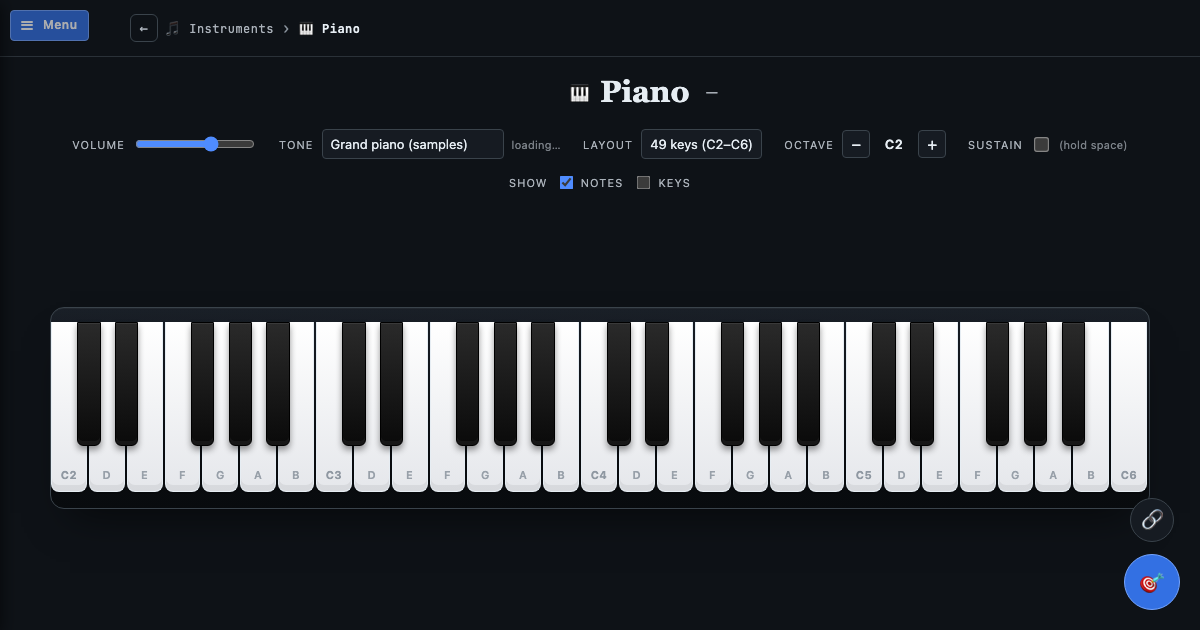 Menu
← Instruments › Piano
Piano –
VOLUME TONE Grand piano (samples) loading... LAYOUT 49 keys (C2–C6) OCTAVE − C2 + SUSTAIN (hold space)
SHOW NOTES KEYS
C2 D E F G A B C3 D E F G A B C4 D E F G A B C5 D E F G A B C6